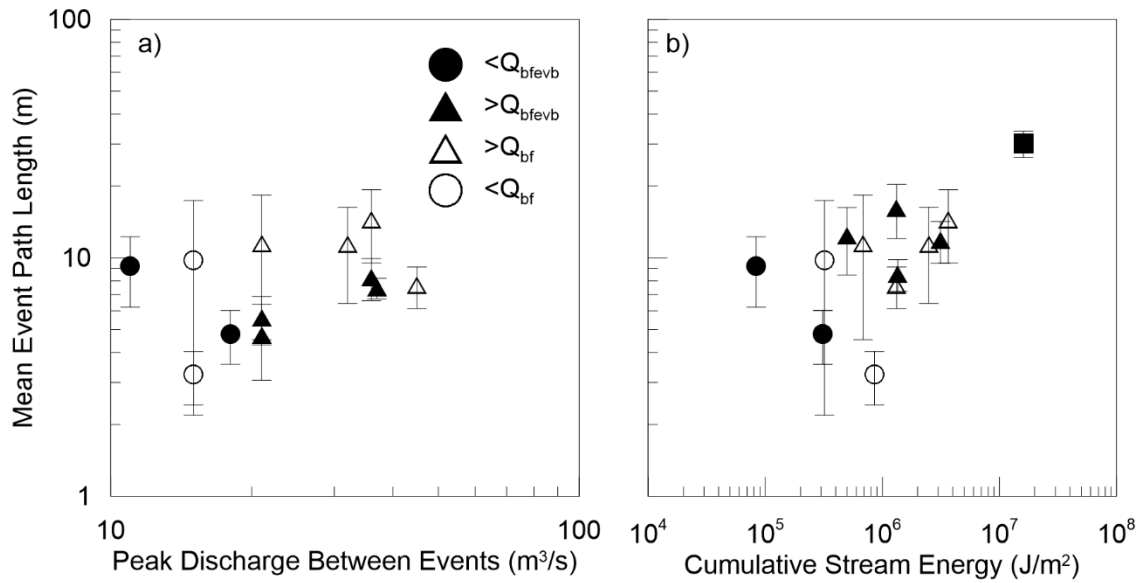 a)
b)
<Q_bfevb
>Q_bfevb
>Q_bf
<Q_bf
Mean Event Path Length (m)
100
10
1
10 100
10⁴ 10⁵ 10⁶ 10⁷ 10⁸
Peak Discharge Between Events (m³/s)
Cumulative Stream Energy (J/m²)